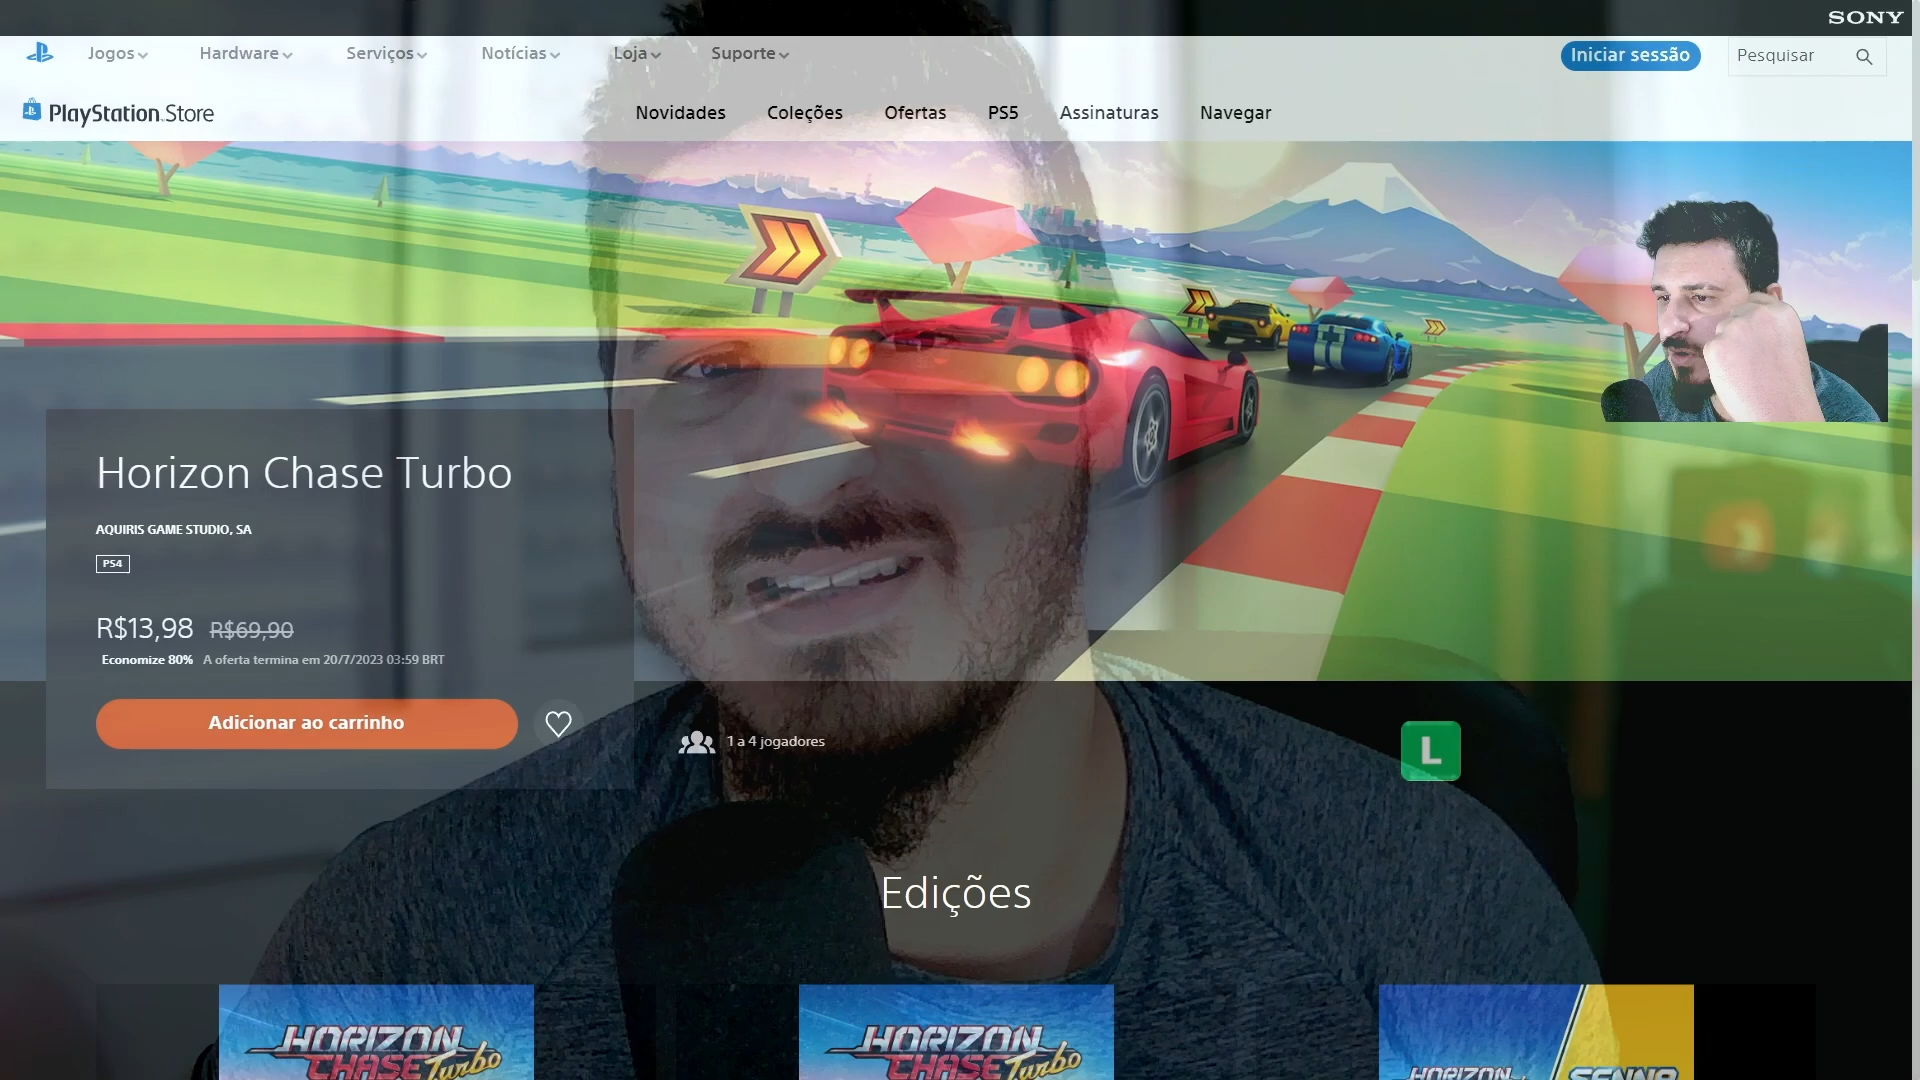 SONY
Jogos Hardware Serviços Notícias Loja Suporte Iniciar sessão Pesquisar
PlayStation Store Novidades Coleções Ofertas PS5 Assinaturas Navegar
Horizon Chase Turbo
AQUIRIS GAME STUDIO, SA
PS4
R$13,98 R$69,90
Economize 80% A oferta termina em 20/7/2023 03:59 BRT
Adicionar ao carrinho
1 a 4 jogadores
L
Edições
HORIZON CHASE Turbo
HORIZON CHASE Turbo
HORIZON SENNA